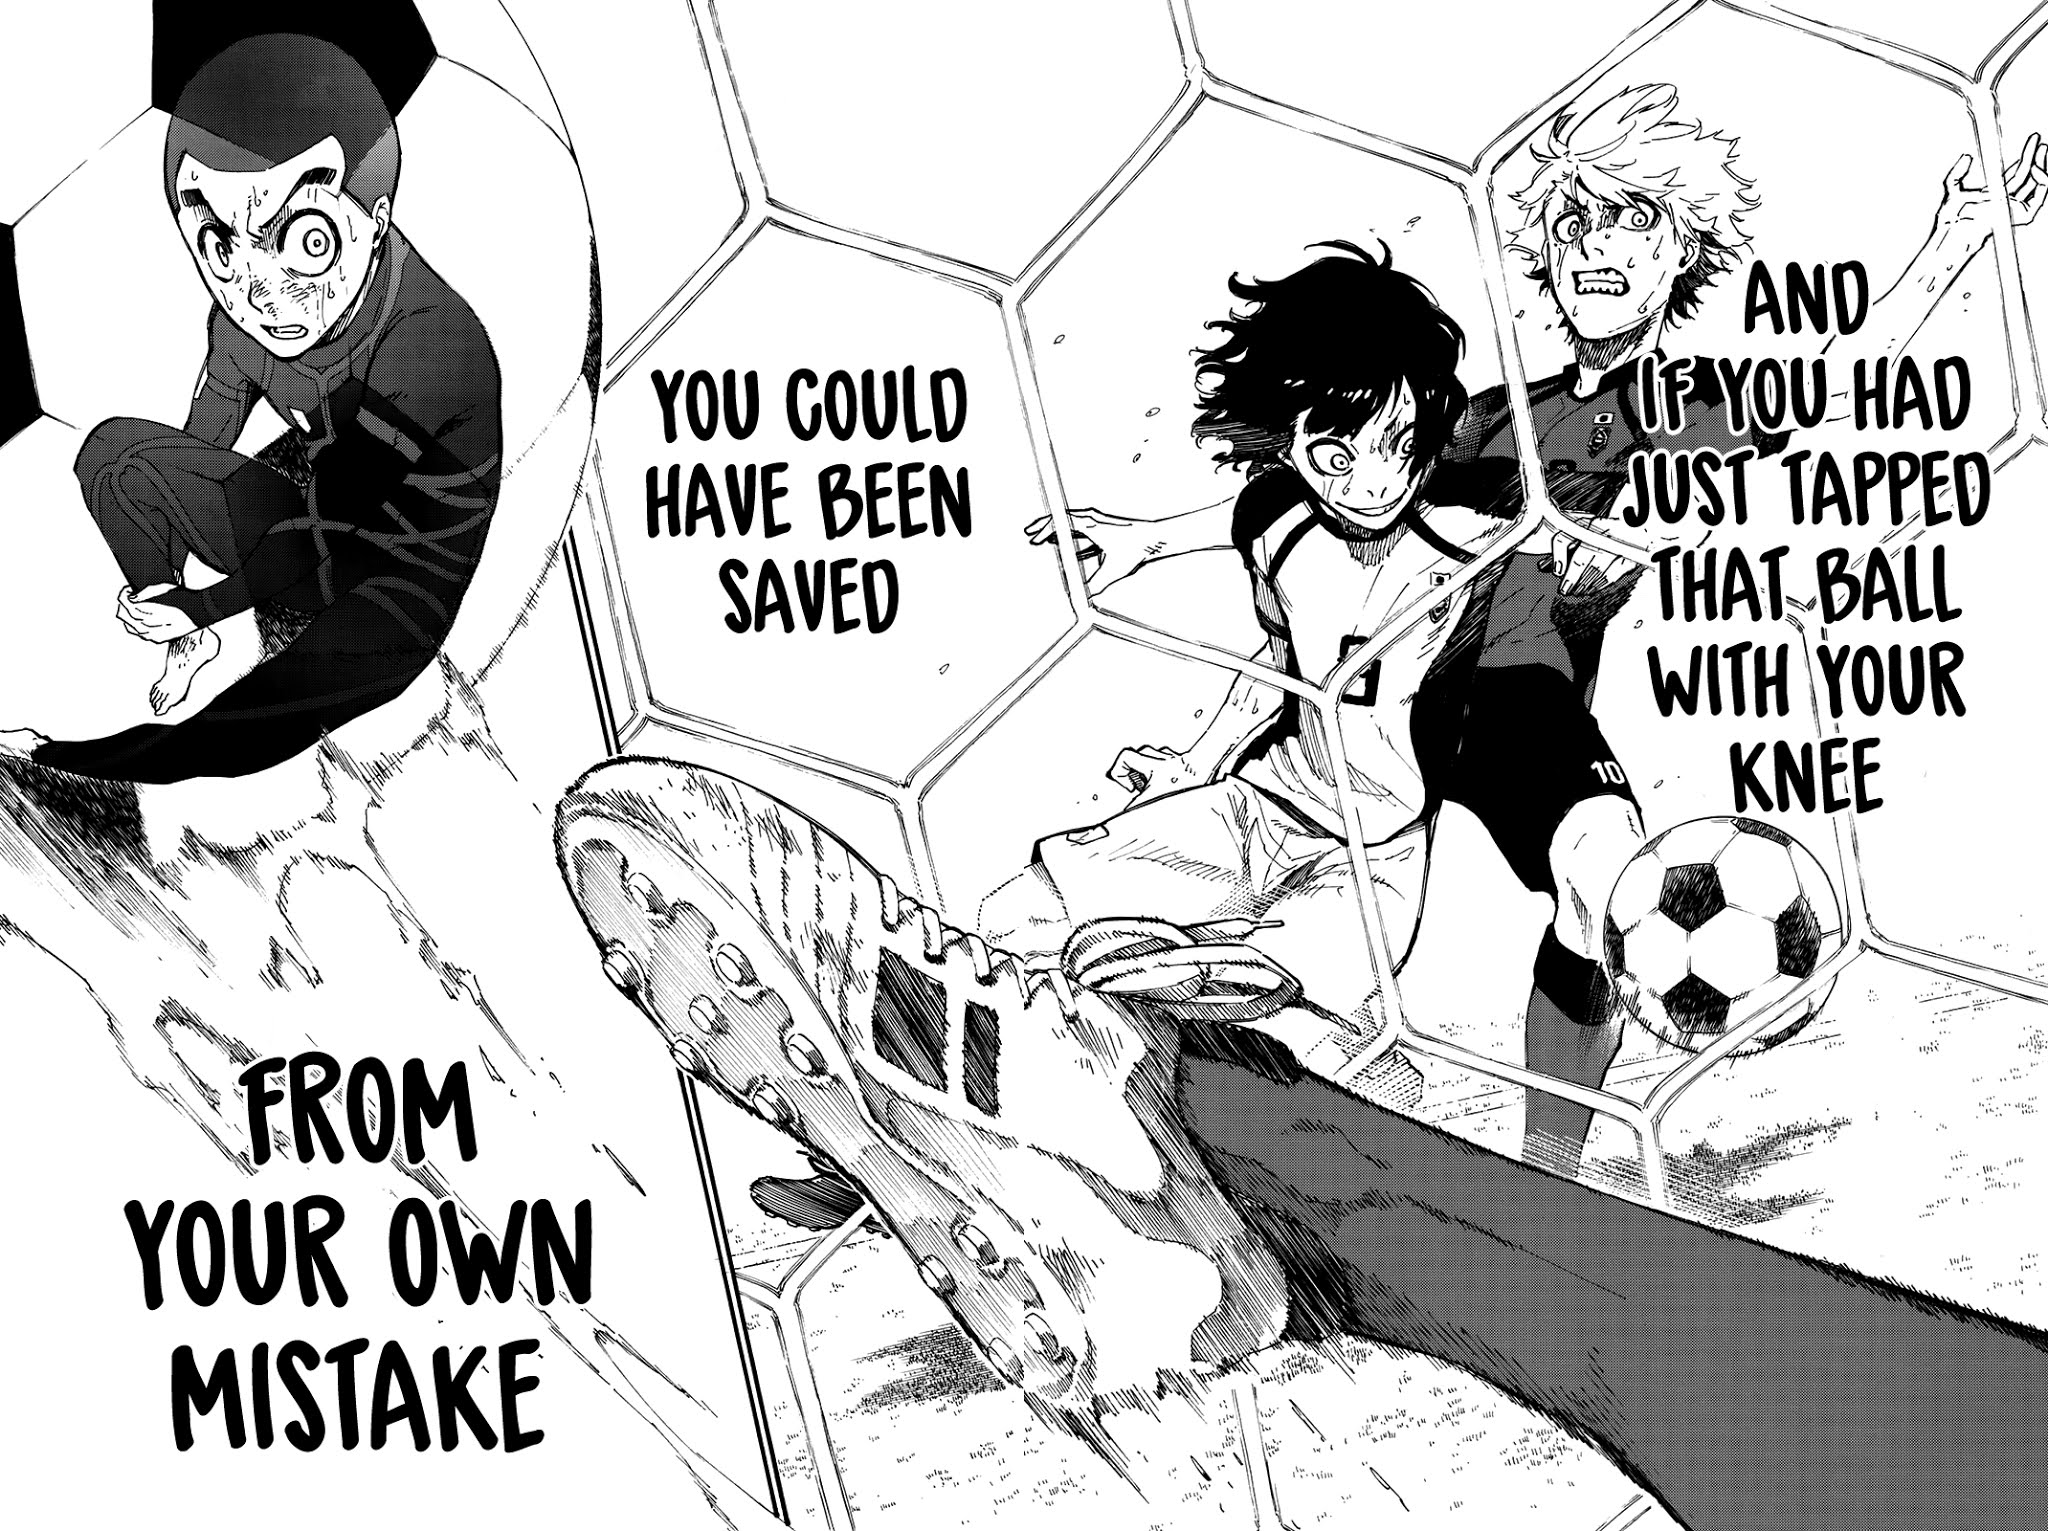 AND
IF YOU HAD
JUST TAPPED
THAT BALL
WITH YOUR
KNEE
10
YOU COULD
HAVE BEEN
SAVED
FROM
YOUR OWN
MISTAKE